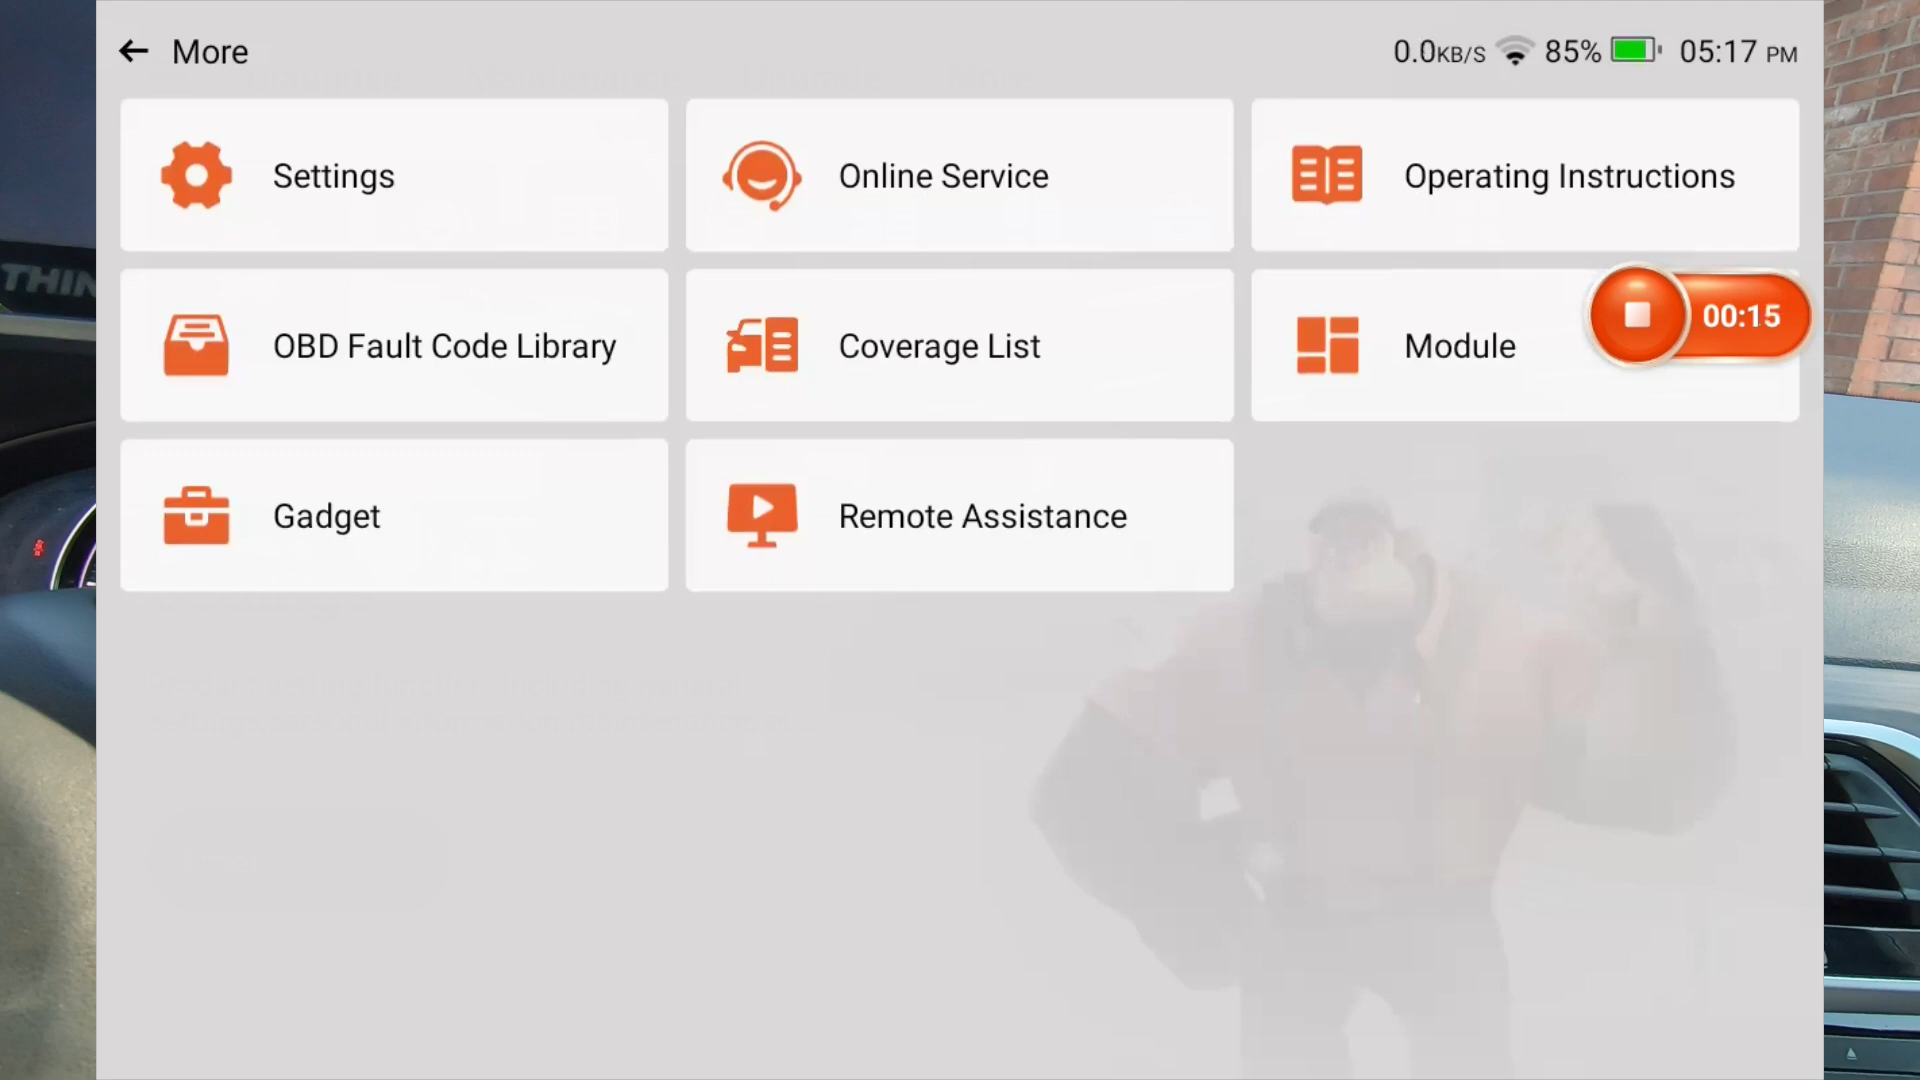 More
0.0KB/S 85% 05:17 PM
Settings
Online Service
Operating Instructions
OBD Fault Code Library
Coverage List
Module
00:15
Gadget
Remote Assistance
THIN